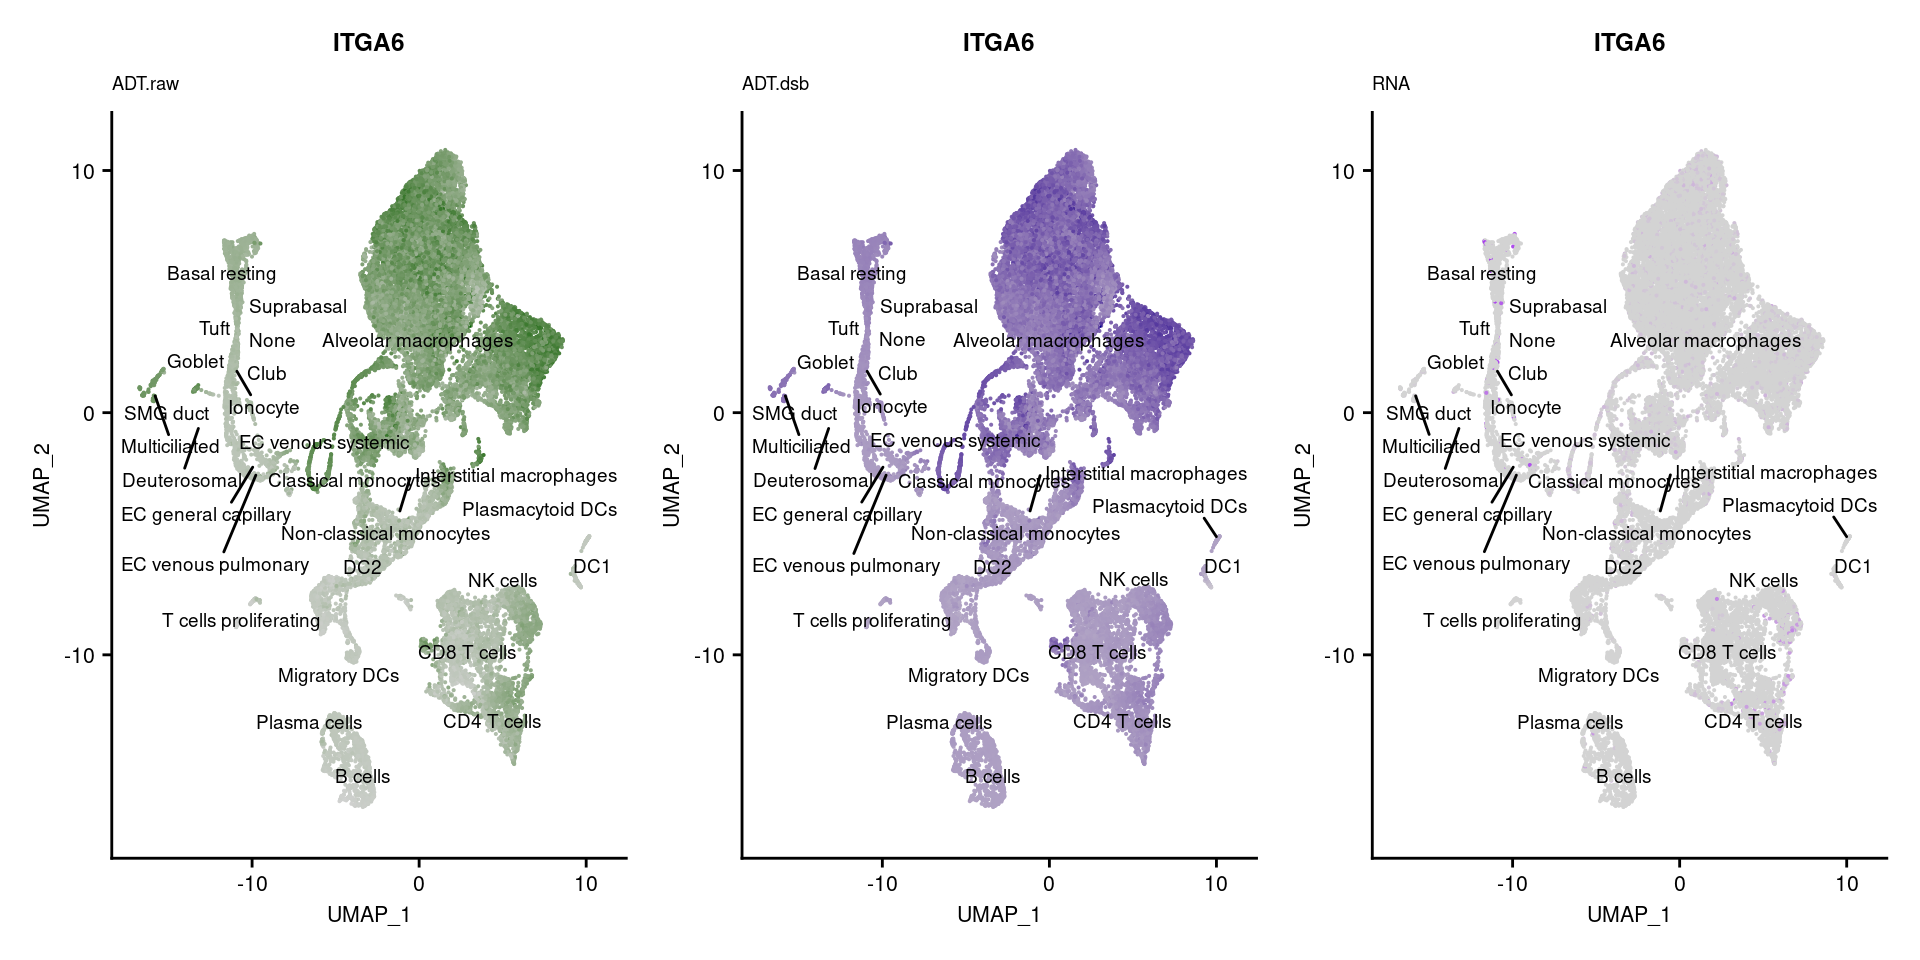 ITGA6
ADT.raw
10
0
-10
UMAP_2
Basal resting
Suprabasal
Tuft
None
Alveolar macrophages
Goblet
Club
SMG duct
Ionocyte
Multiciliated
EC venous systemic
Deuterosomal
Classical monocytes
Interstitial macrophages
EC general capillary
Plasmacytoid DCs
Non-classical monocytes
EC venous pulmonary
DC2
DC1
NK cells
T cells proliferating
CD8 T cells
Migratory DCs
Plasma cells
CD4 T cells
B cells
-10
0
10
UMAP_1
ITGA6
ADT.dsb
10
0
-10
UMAP_2
Basal resting
Suprabasal
Tuft
None
Alveolar macrophages
Goblet
Club
SMG duct
Ionocyte
Multiciliated
EC venous systemic
Deuterosomal
Classical monocytes
Interstitial macrophages
EC general capillary
Plasmacytoid DCs
Non-classical monocytes
EC venous pulmonary
DC2
DC1
NK cells
T cells proliferating
CD8 T cells
Migratory DCs
Plasma cells
CD4 T cells
B cells
-10
0
10
UMAP_1
ITGA6
RNA
10
0
-10
UMAP_2
Basal resting
Suprabasal
Tuft
None
Alveolar macrophages
Goblet
Club
SMG duct
Ionocyte
Multiciliated
EC venous systemic
Deuterosomal
Classical monocytes
Interstitial macrophages
EC general capillary
Plasmacytoid DCs
Non-classical monocytes
EC venous pulmonary
DC2
DC1
NK cells
T cells proliferating
CD8 T cells
Migratory DCs
Plasma cells
CD4 T cells
B cells
-10
0
10
UMAP_1